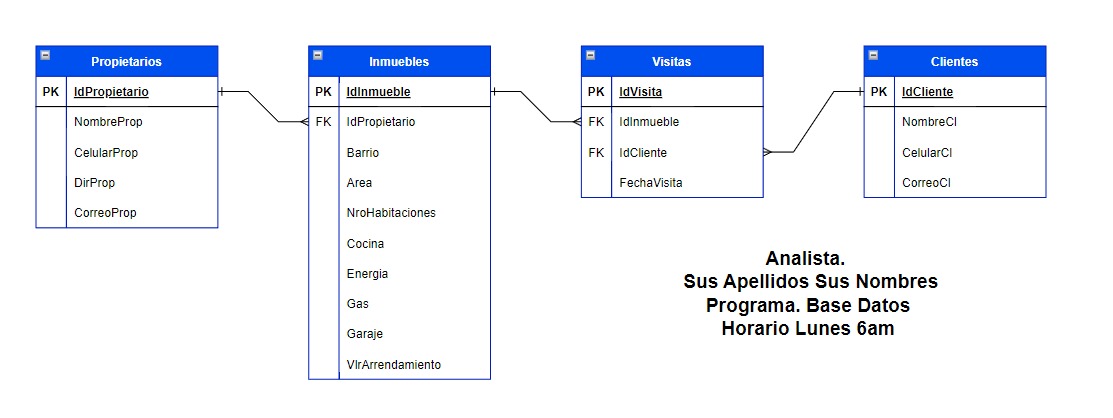 Propietarios
PK IdPropietario
NombreProp
CelularProp
DirProp
CorreoProp
Inmuebles
PK IdInmueble
FK IdPropietario
Barrio
Area
NroHabitaciones
Cocina
Energia
Gas
Garaje
VlrArrendamiento
Visitas
PK IdVisita
FK IdInmueble
FK IdCliente
FechaVisita
Clientes
PK IdCliente
NombreCl
CelularCl
CorreoCl
Analista.
Sus Apellidos Sus Nombres
Programa. Base Datos
Horario Lunes 6am